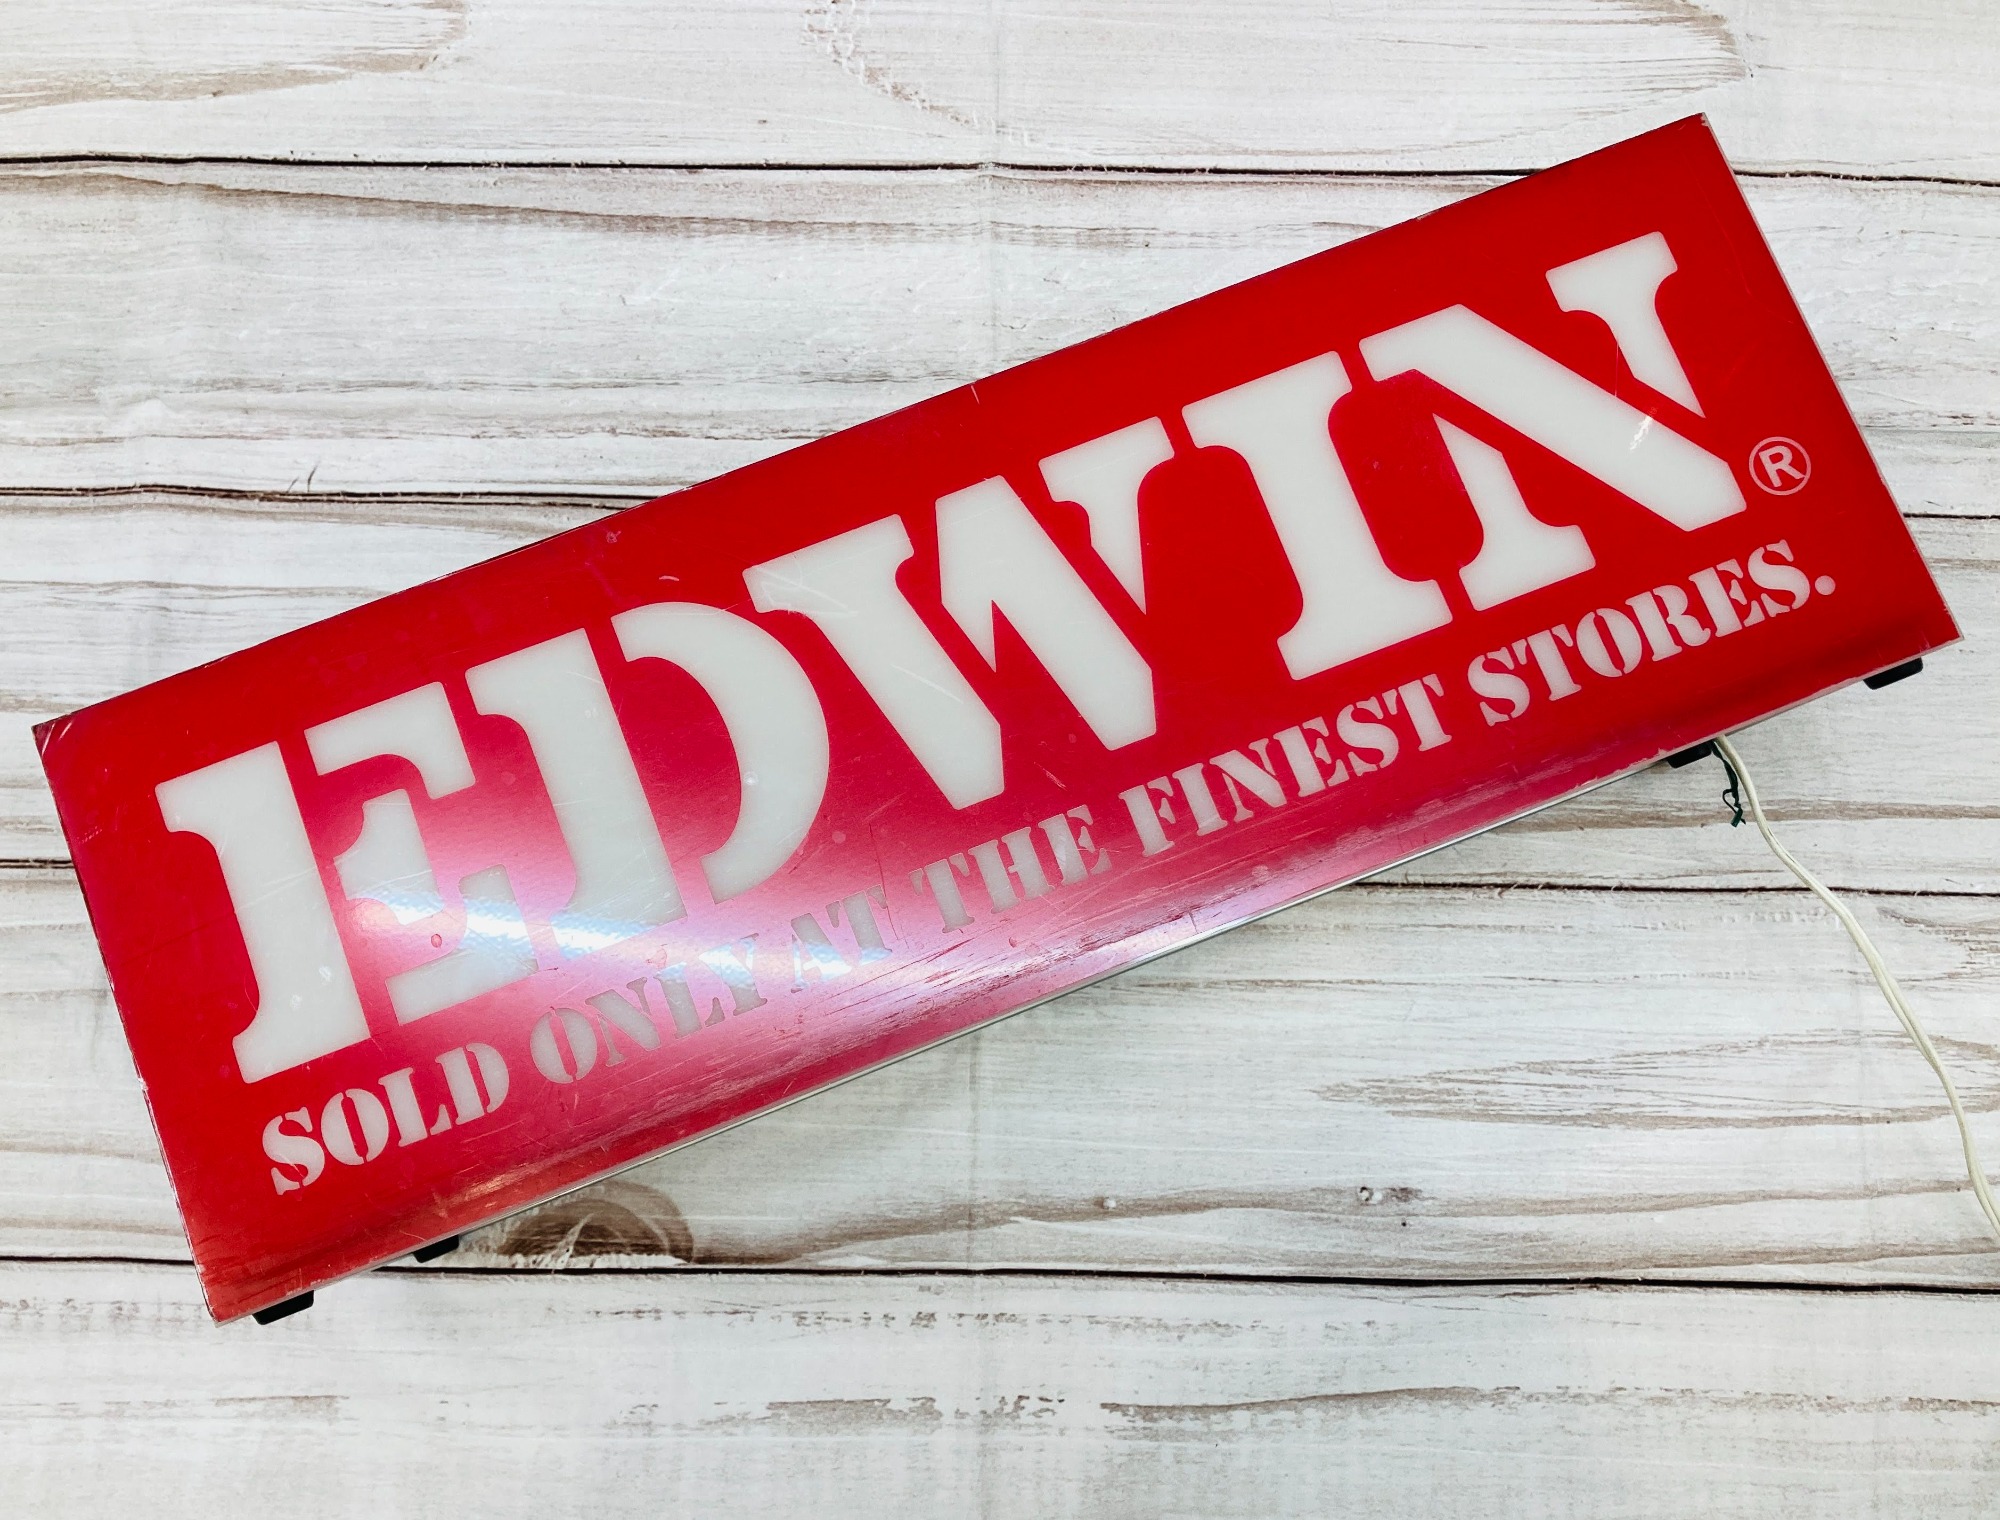 EDWIN®
SOLD ONLY AT THE FINEST STORES.